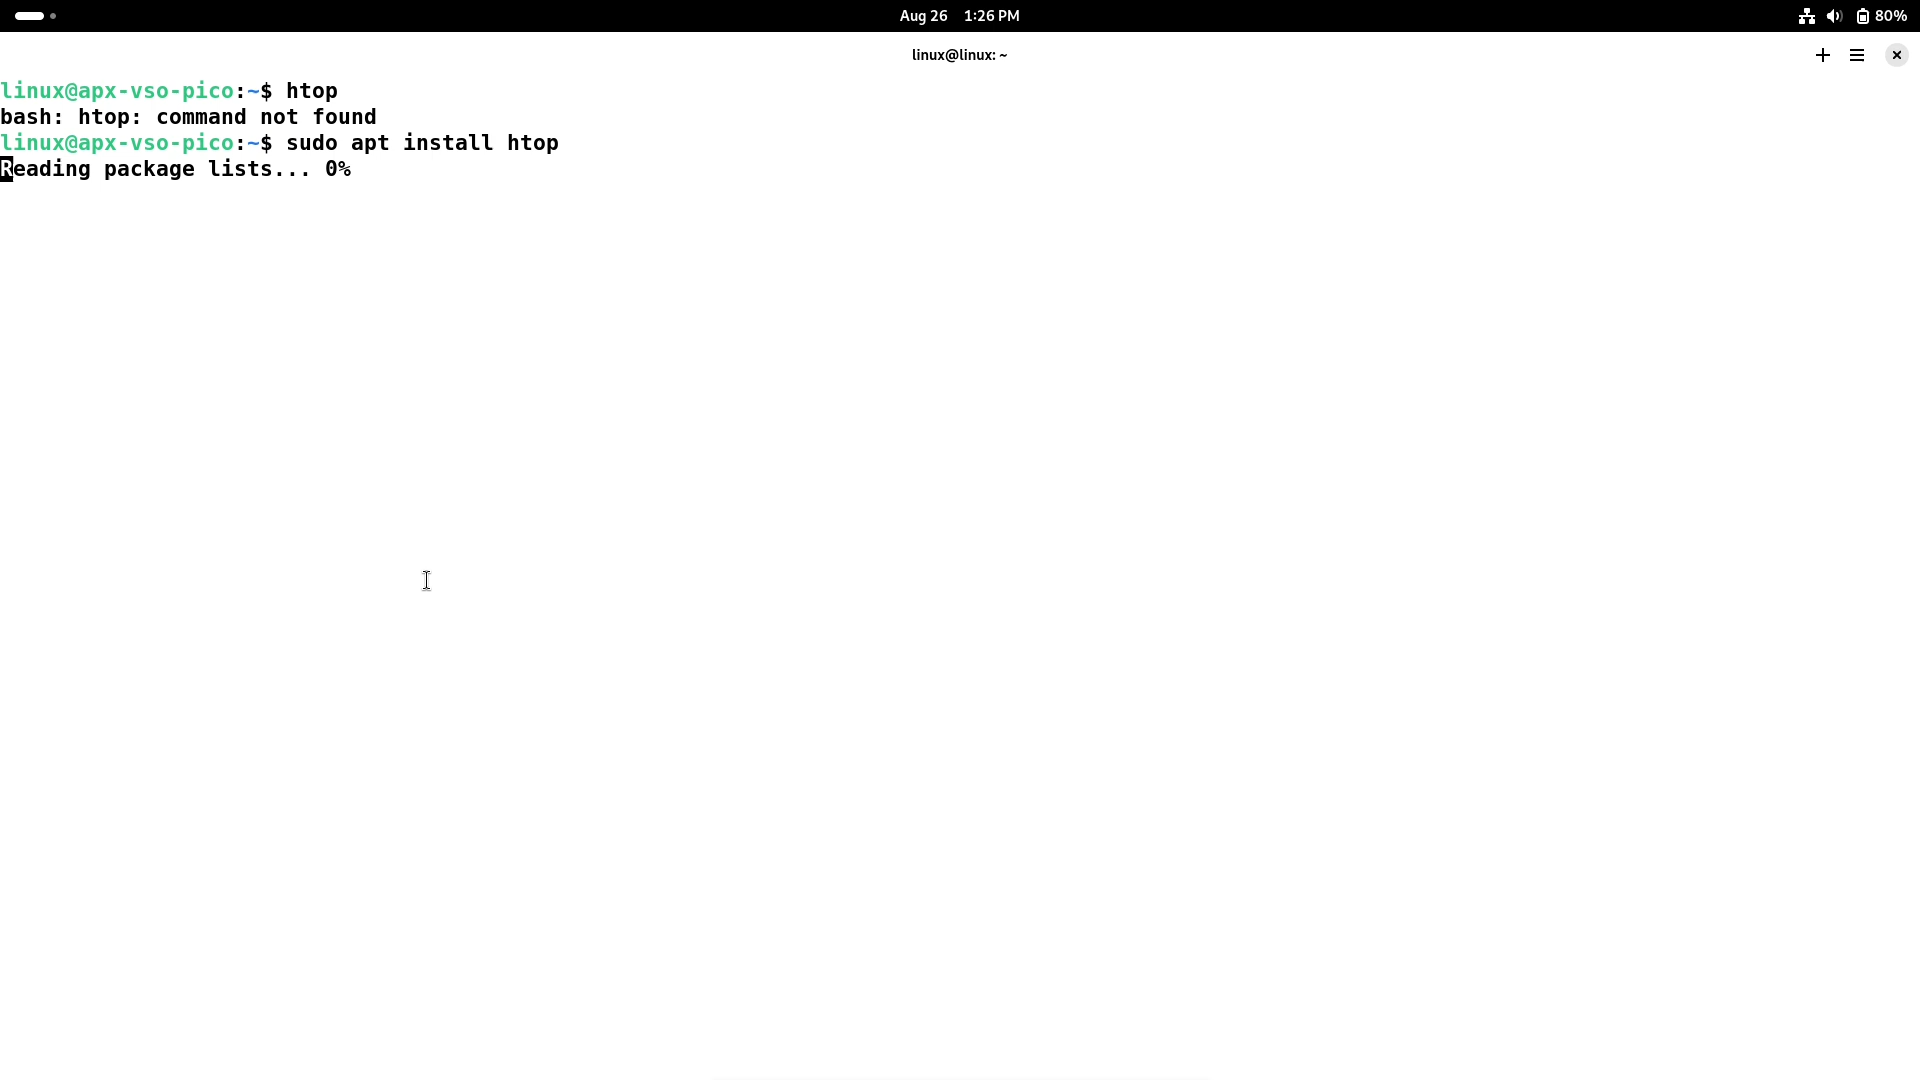 Aug 26 1:26 PM
80%
linux@linux: ~
linux@apx-vso-pico:~$ htop
bash: htop: command not found
linux@apx-vso-pico:~$ sudo apt install htop
Reading package lists... 0%